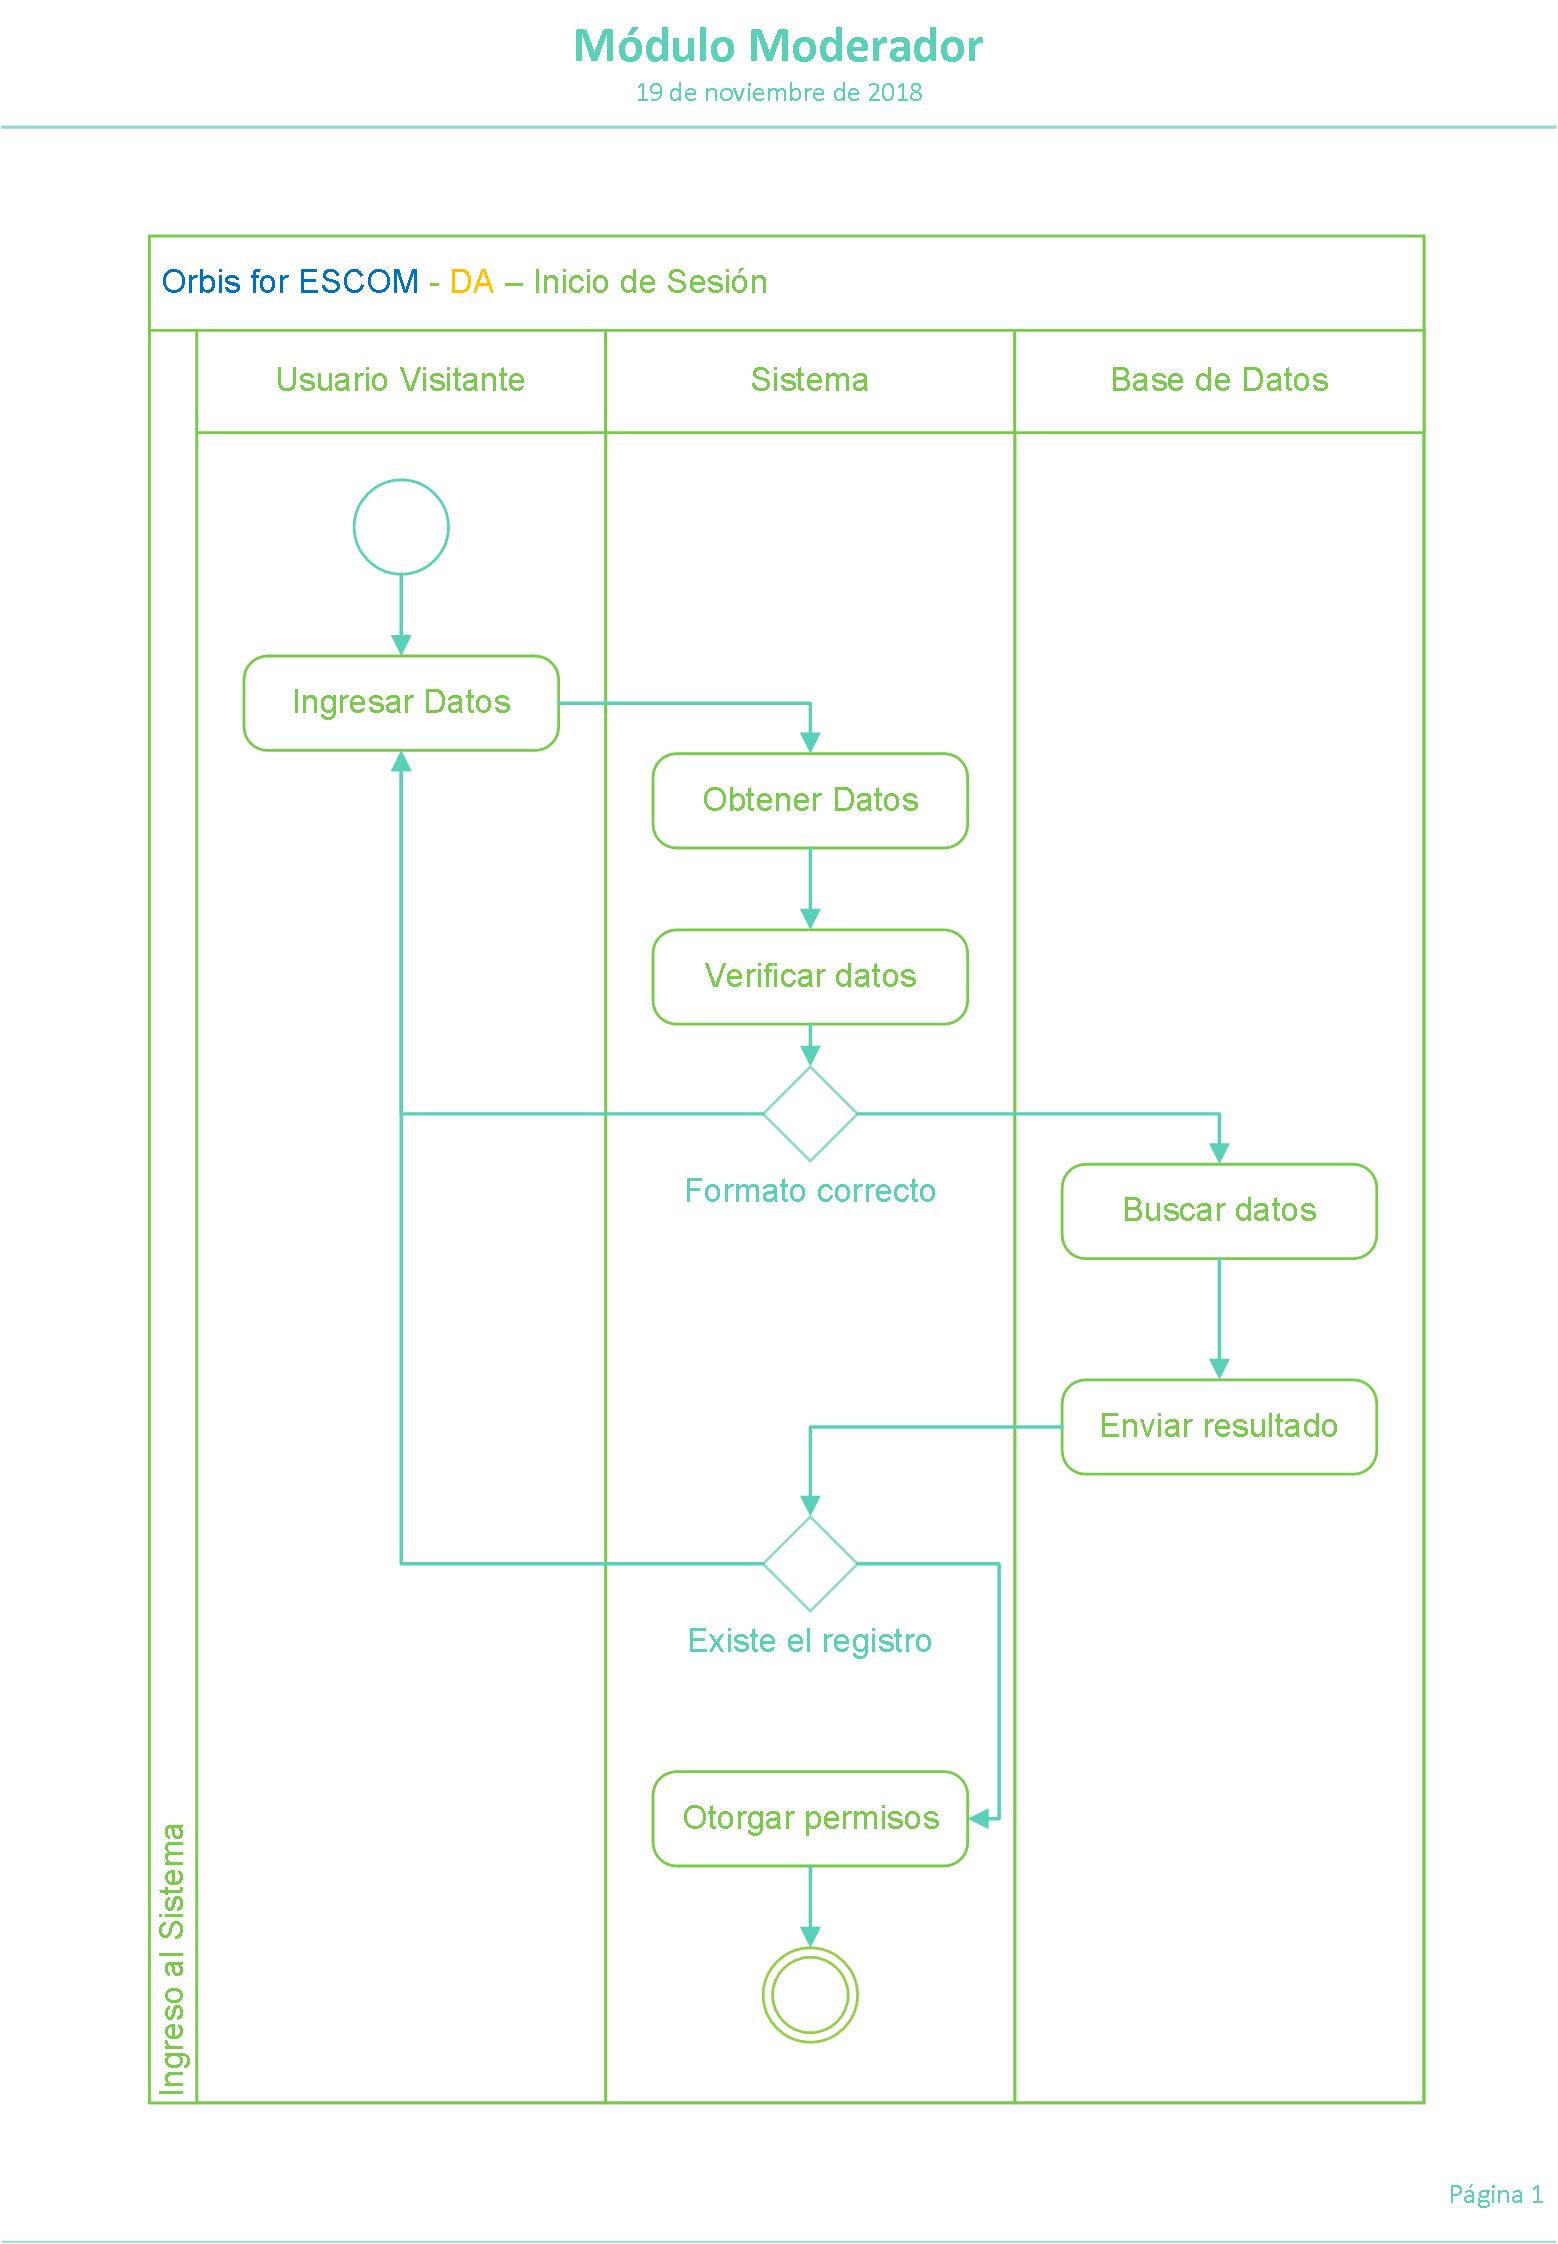 Módulo Moderador
19 de noviembre de 2018
Orbis for ESCOM - DA – Inicio de Sesión
Usuario Visitante
Sistema
Base de Datos
Ingresar Datos
Obtener Datos
Verificar datos
Formato correcto
Buscar datos
Enviar resultado
Existe el registro
Otorgar permisos
Ingreso al Sistema
Página 1